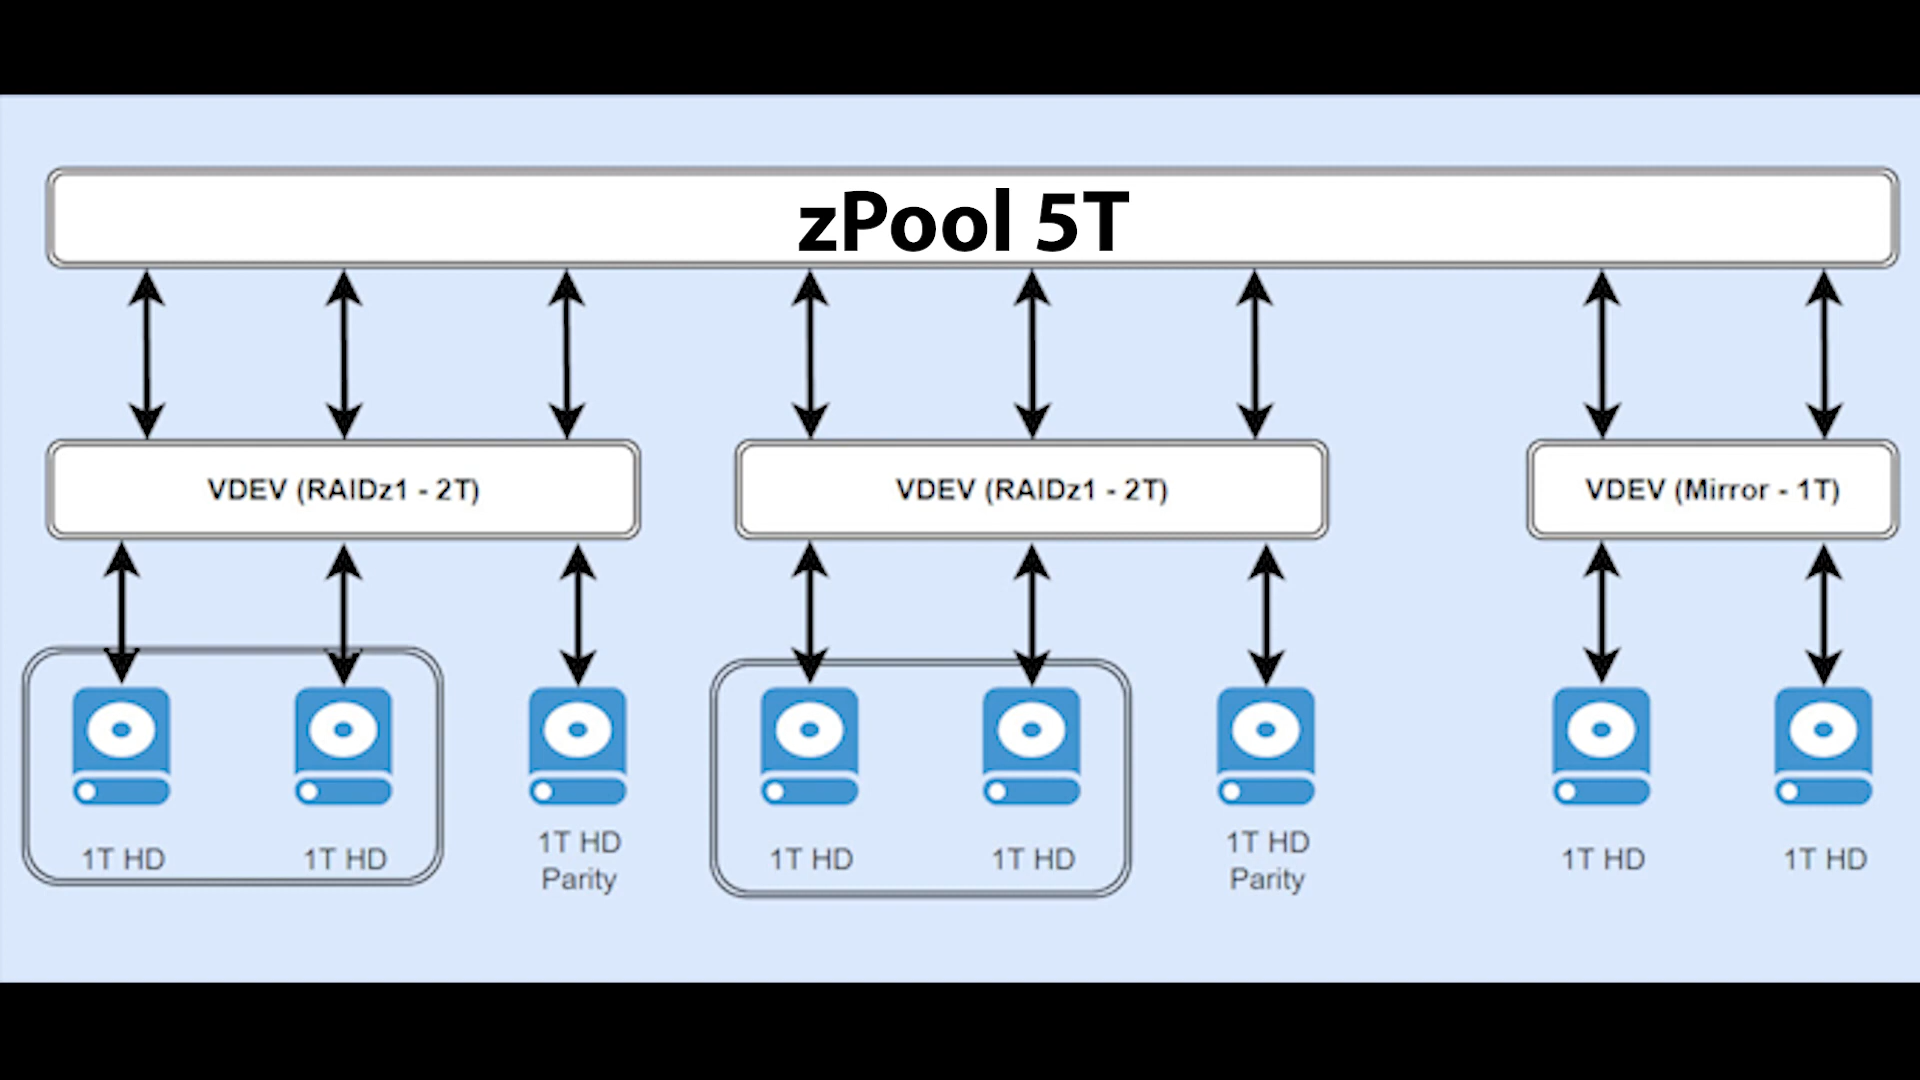 zPool 5T
VDEV (RAIDz1 - 2T)
VDEV (RAIDz1 - 2T)
VDEV (Mirror - 1T)
1T HD
1T HD
1T HD
Parity
1T HD
1T HD
1T HD
Parity
1T HD
1T HD